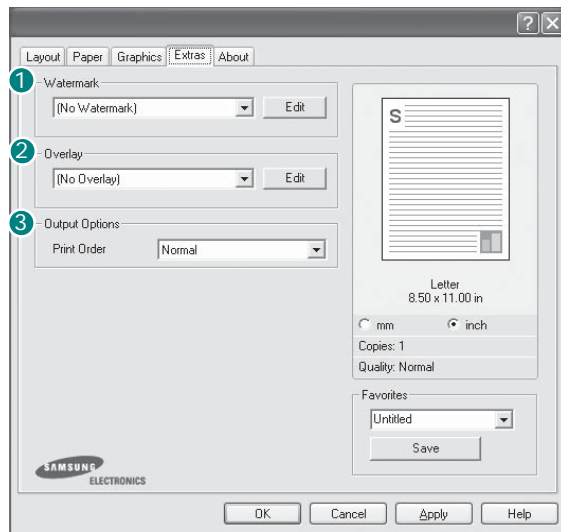 Layout Paper Graphics Extras About
1 Watermark
(No Watermark) Edit
2 Overlay
(No Overlay) Edit
3 Output Options
Print Order Normal
S
Letter
8.50 x 11.00 in
mm inch
Copies: 1
Quality: Normal
Favorites
Untitled
Save
SAMSUNG
ELECTRONICS
OK Cancel Apply Help